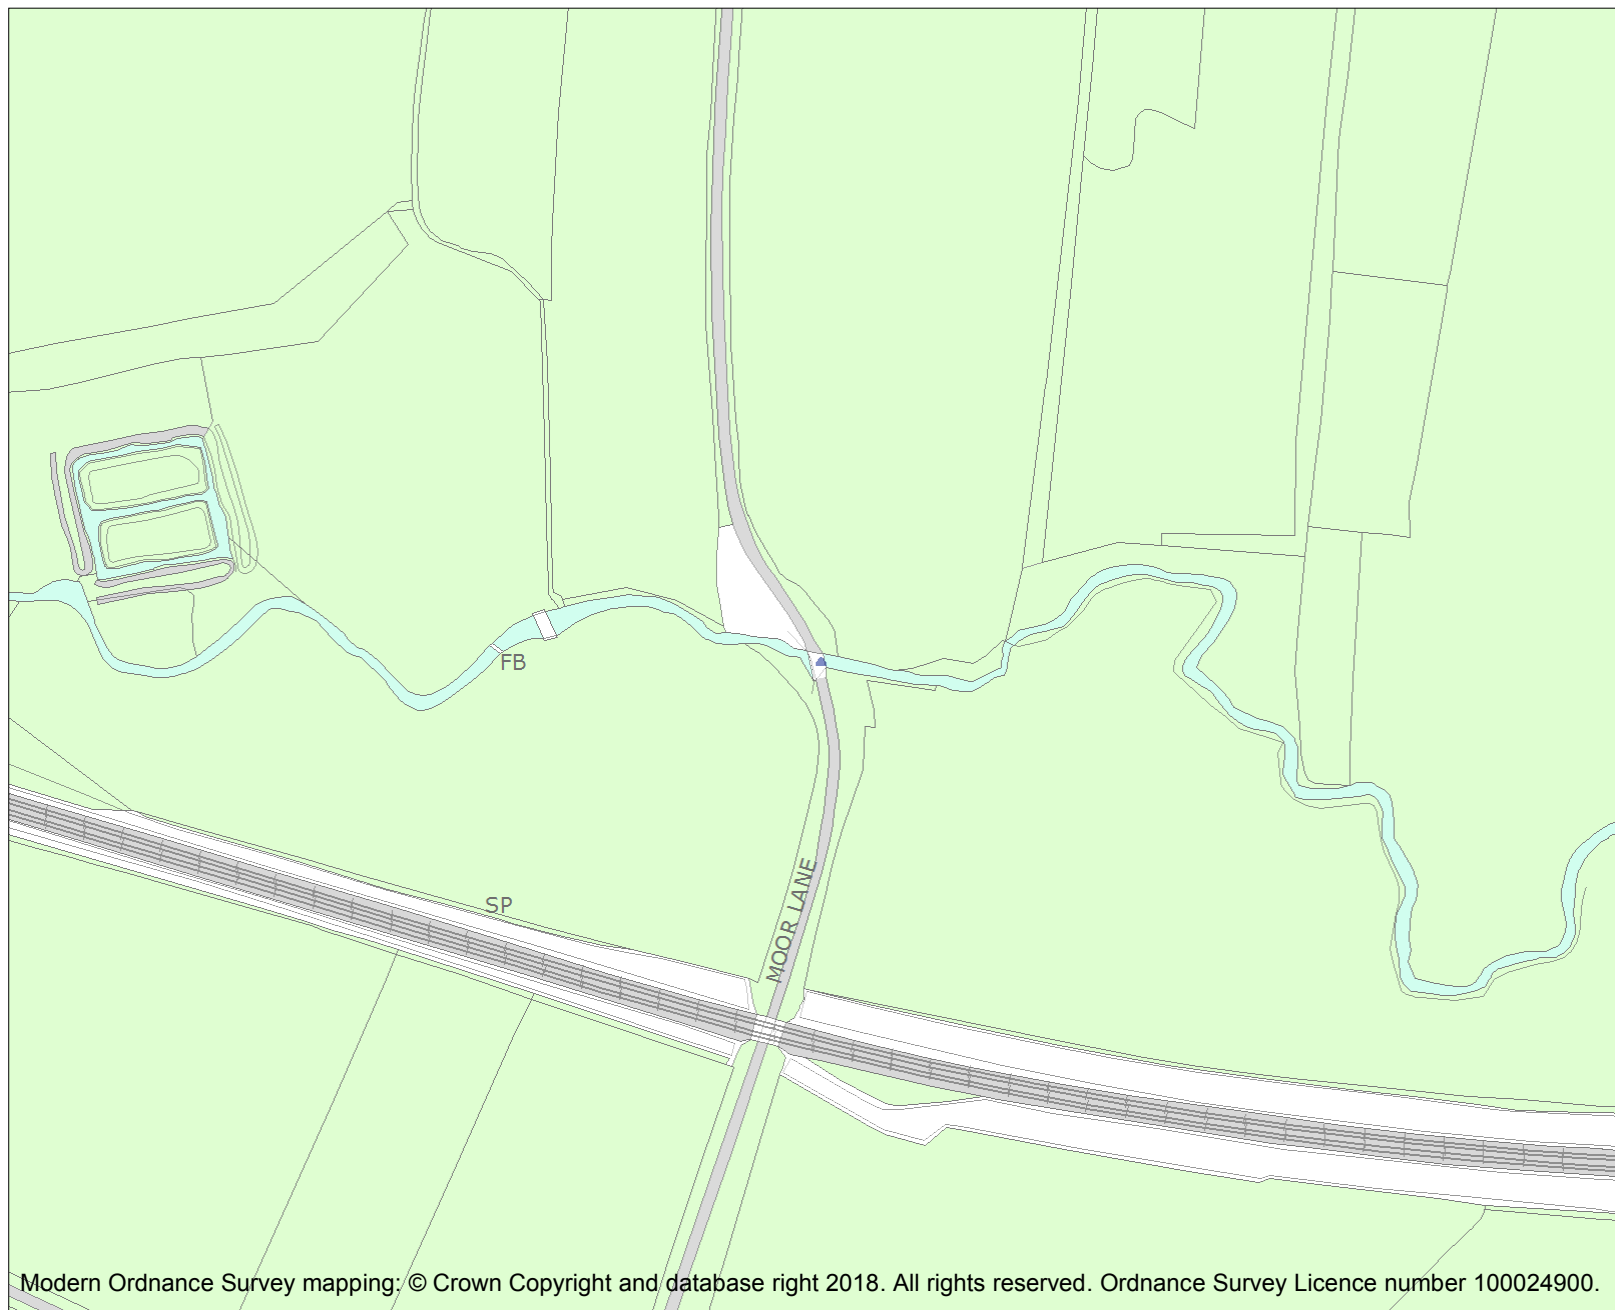 FB
MOOR LANE
SP
Modern Ordnance Survey mapping: © Crown Copyright and database right 2018. All rights reserved. Ordnance Survey Licence number 100024900.